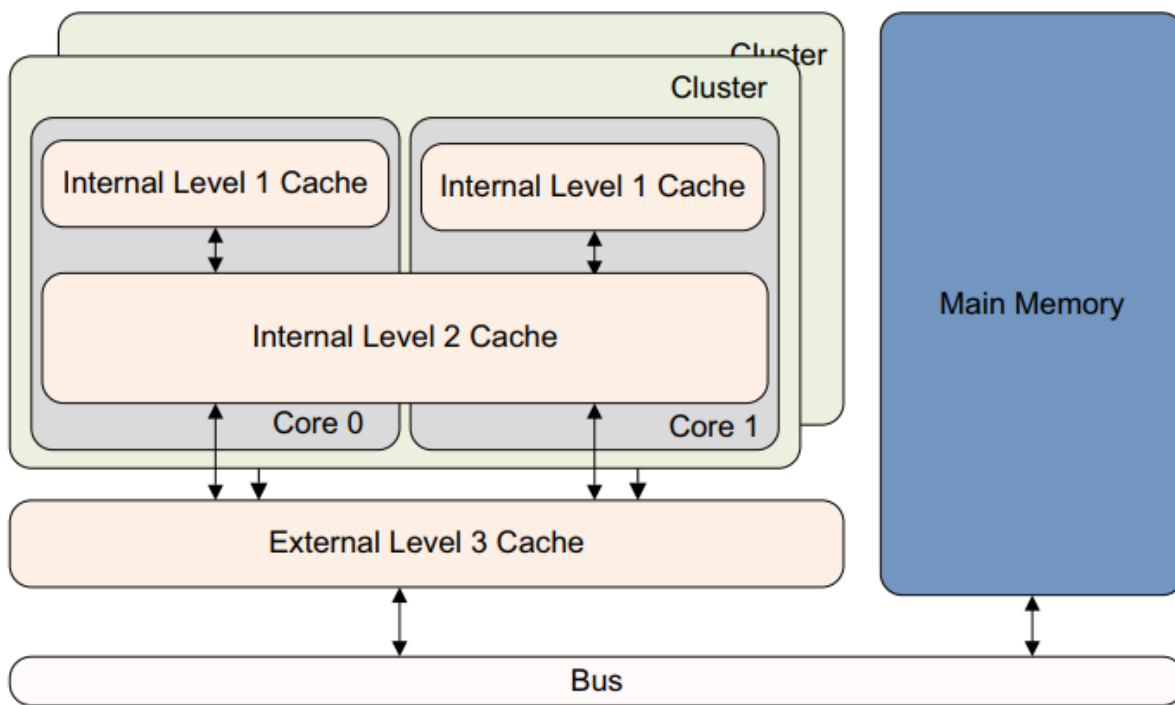 Cluster
Cluster
Internal Level 1 Cache
Internal Level 1 Cache
Internal Level 2 Cache
Core 0
Core 1
External Level 3 Cache
Main Memory
Bus